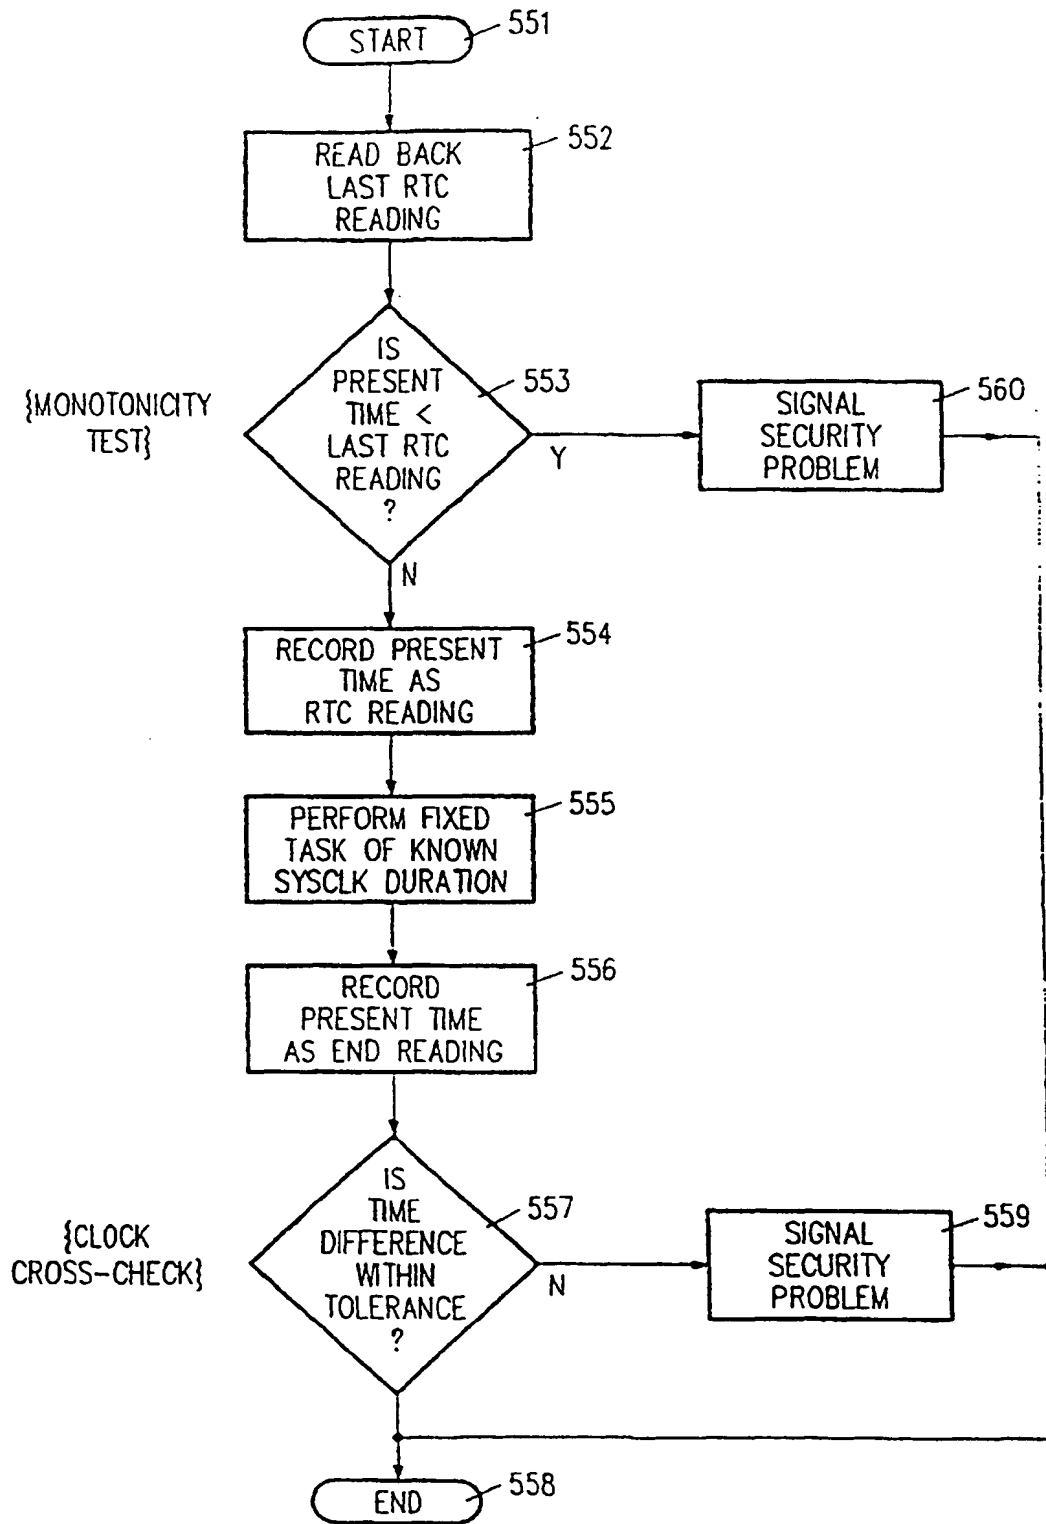 START
551
READ BACK
LAST RTC
READING
552
IS
PRESENT
TIME <
LAST RTC
READING
?
553
{MONOTONICITY
TEST}
Y
SIGNAL
SECURITY
PROBLEM
560
N
RECORD PRESENT
TIME AS
RTC READING
554
PERFORM FIXED
TASK OF KNOWN
SYSCLK DURATION
555
RECORD
PRESENT TIME
AS END READING
556
IS
TIME
DIFFERENCE
WITHIN
TOLERANCE
?
557
{CLOCK
CROSS-CHECK}
N
SIGNAL
SECURITY
PROBLEM
559
END
558